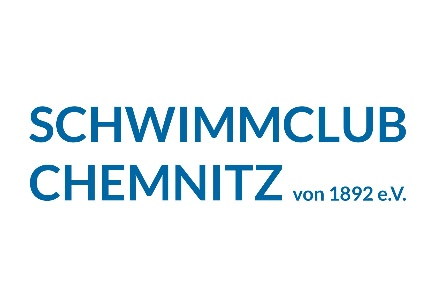 SCHWIMMCLUB
CHEMNITZ von 1892 e.V.